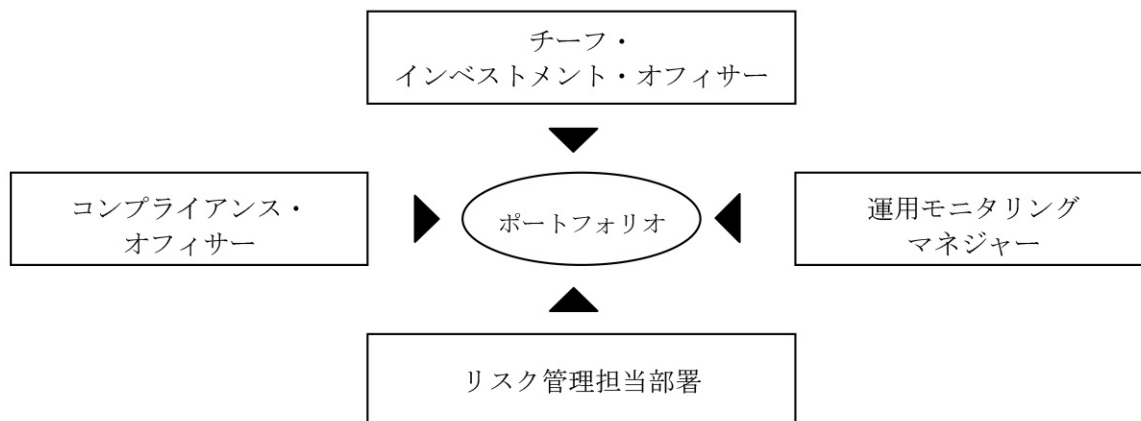 チーフ・
インベストメント・オフィサー
コンプライアンス・
オフィサー
ポートフォリオ
運用モニタリング
マネジャー
リスク管理担当部署